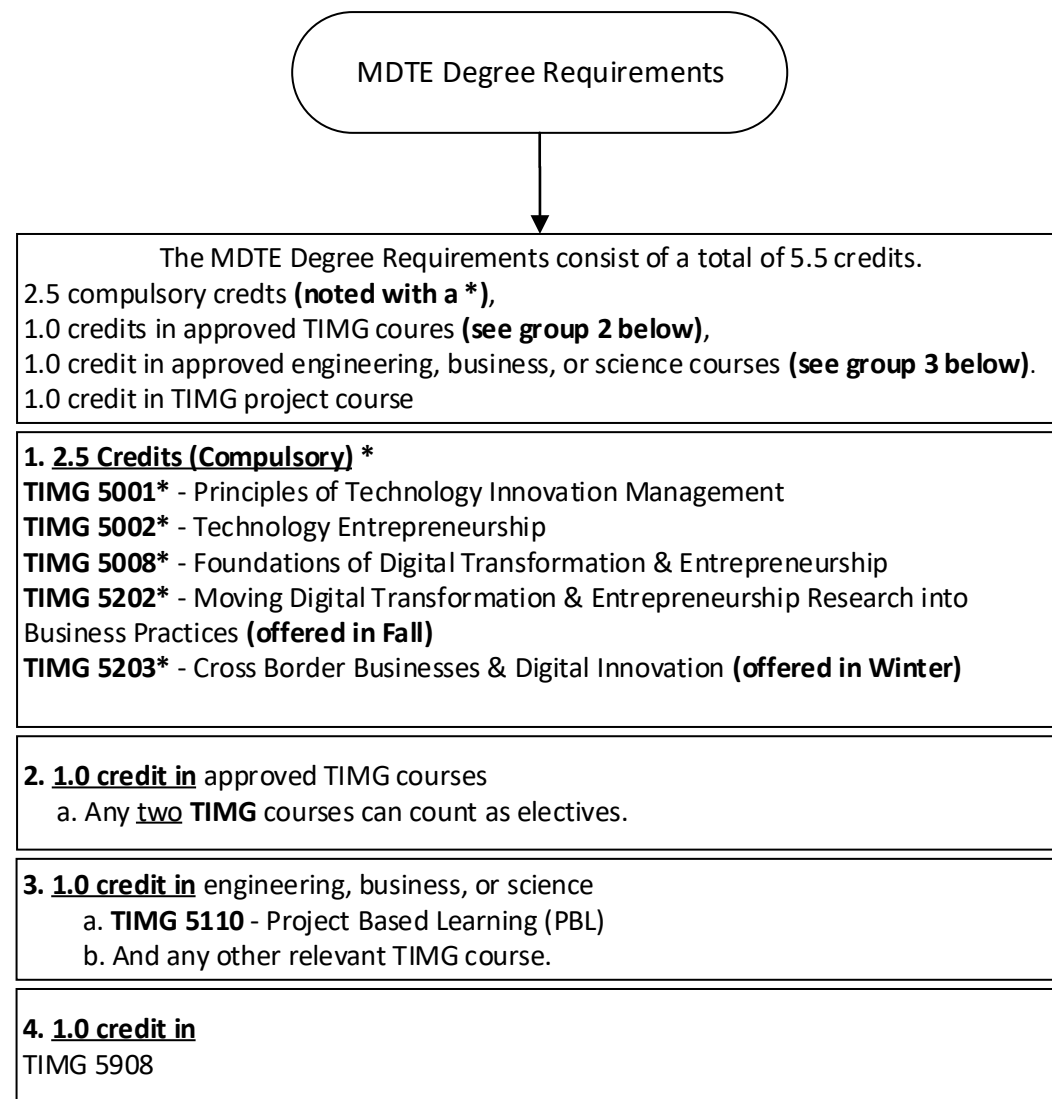 MDTE Degree Requirements
The MDTE Degree Requirements consist of a total of 5.5 credits.
2.5 compulsory credts (noted with a *),
1.0 credits in approved TIMG coures (see group 2 below),
1.0 credit in approved engineering, business, or science courses (see group 3 below).
1.0 credit in TIMG project course
1. 2.5 Credits (Compulsory) *
TIMG 5001* - Principles of Technology Innovation Management
TIMG 5002* - Technology Entrepreneurship
TIMG 5008* - Foundations of Digital Transformation & Entrepreneurship
TIMG 5202* - Moving Digital Transformation & Entrepreneurship Research into
Business Practices (offered in Fall)
TIMG 5203* - Cross Border Businesses & Digital Innovation (offered in Winter)
2. 1.0 credit in approved TIMG courses
a. Any two TIMG courses can count as electives.
3. 1.0 credit in engineering, business, or science
a. TIMG 5110 - Project Based Learning (PBL)
b. And any other relevant TIMG course.
4. 1.0 credit in
TIMG 5908